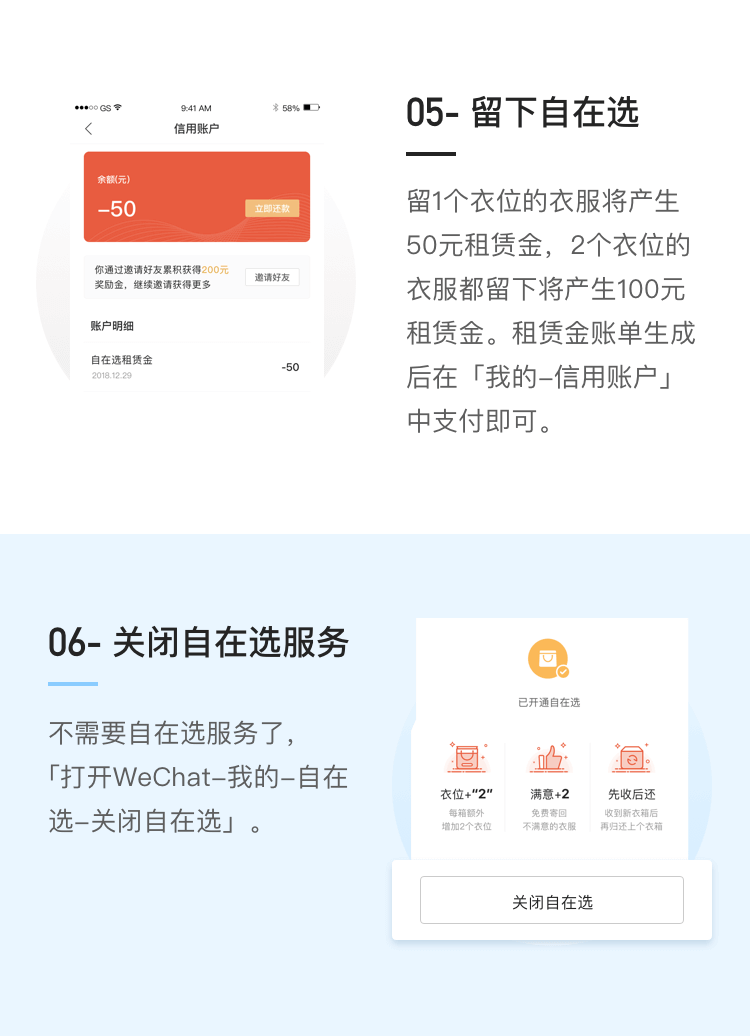 ●●●○○ GS 9:41 AM 58%
信用账户
余额(元)
-50
立即还款
你通过邀请好友累积获得200元
奖励金，继续邀请获得更多
邀请好友
账户明细
自在选租赁金
2018.12.29
-50
05- 留下自在选
留1个衣位的衣服将产生
50元租赁金，2个衣位的
衣服都留下将产生100元
租赁金。租赁金账单生成
后在「我的-信用账户」
中支付即可。
06- 关闭自在选服务
不需要自在选服务了，
「打开WeChat-我的-自在
选-关闭自在选」。
已开通自在选
衣位+"2"
每箱额外
增加2个衣位
满意+2
免费寄回
不满意的衣服
先收后还
收到新衣箱后
再归还上个衣箱
关闭自在选